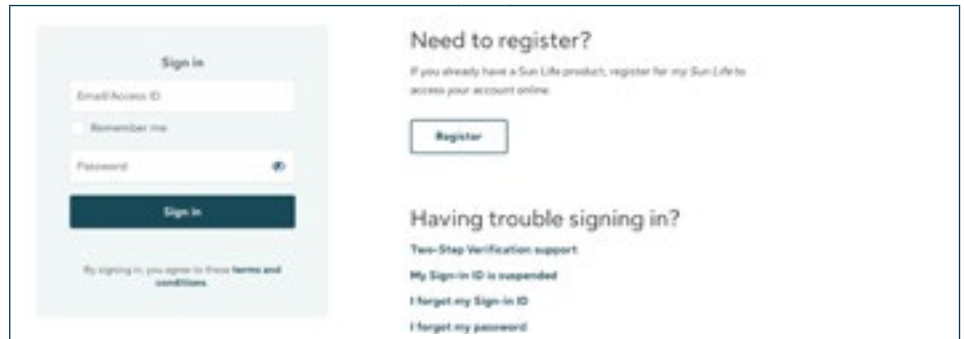 Sign in
Email/Access ID
Remember me
Password
Sign in
By signing in, you agree to these terms and
conditions.
Need to register?
If you already have a Sun Life product, register for my Sun Life to
access your account online.
Register
Having trouble signing in?
Two-Step Verification support
My Sign-in ID is suspended
I forgot my Sign-in ID
I forgot my password